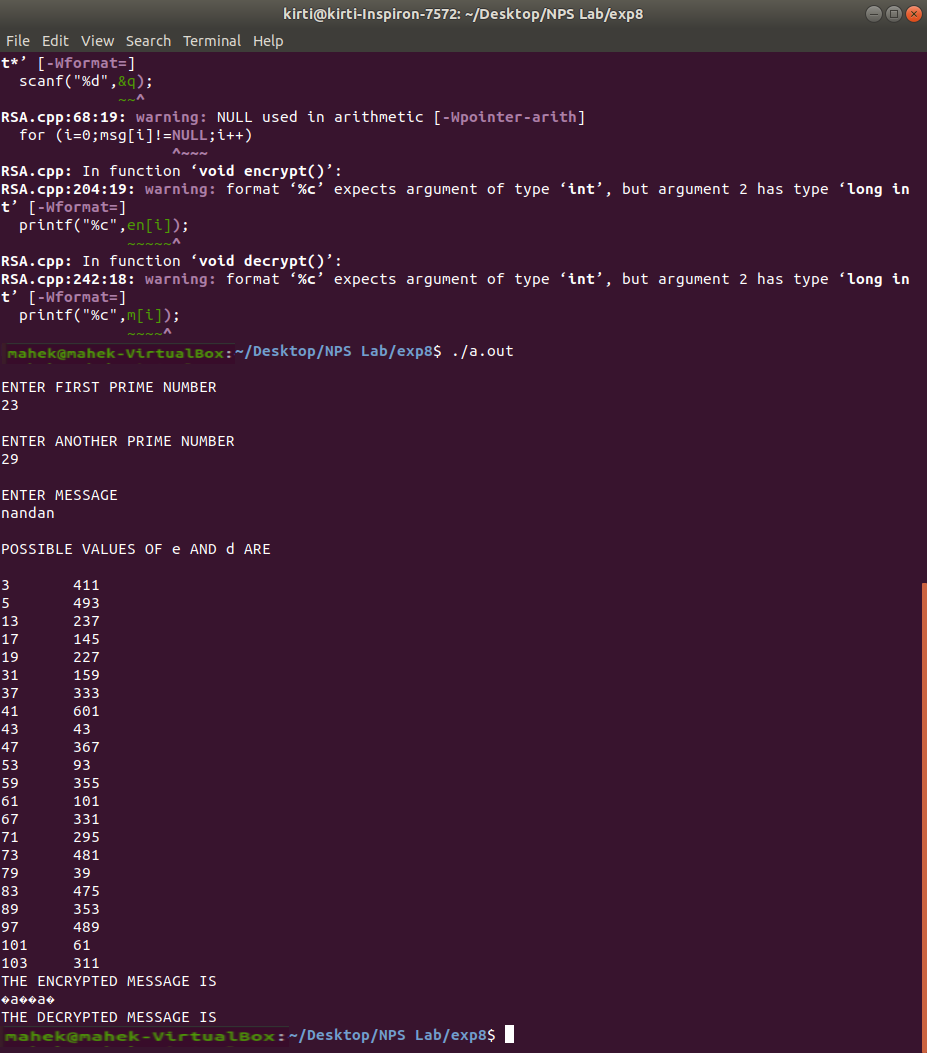 kirti@kirti-Inspiron-7572: ~/Desktop/NPS Lab/exp8
File Edit View Search Terminal Help
t*’ [-Wformat=]
scanf("%d",&q);
~~^
RSA.cpp:68:19: warning: NULL used in arithmetic [-Wpointer-arith]
for (i=0;msg[i]!=NULL;i++)
^~~~
RSA.cpp: In function ‘void encrypt()’:
RSA.cpp:204:19: warning: format ‘%c’ expects argument of type ‘int’, but argument 2 has type ‘long in
t’ [-Wformat=]
printf("%c",en[i]);
~~~~~^
RSA.cpp: In function ‘void decrypt()’:
RSA.cpp:242:18: warning: format ‘%c’ expects argument of type ‘int’, but argument 2 has type ‘long in
t’ [-Wformat=]
printf("%c",m[i]);
~~~~^
mahek@mahek-VirtualBox:~/Desktop/NPS Lab/exp8$ ./a.out
ENTER FIRST PRIME NUMBER
23
ENTER ANOTHER PRIME NUMBER
29
ENTER MESSAGE
nandan
POSSIBLE VALUES OF e AND d ARE
3 411
5 493
13 237
17 145
19 227
31 159
37 333
41 601
43 43
47 367
53 93
59 355
61 101
67 331
71 295
73 481
79 39
83 475
89 353
97 489
101 61
103 311
THE ENCRYPTED MESSAGE IS
�a��a�
THE DECRYPTED MESSAGE IS
mahek@mahek-VirtualBox:~/Desktop/NPS Lab/exp8$